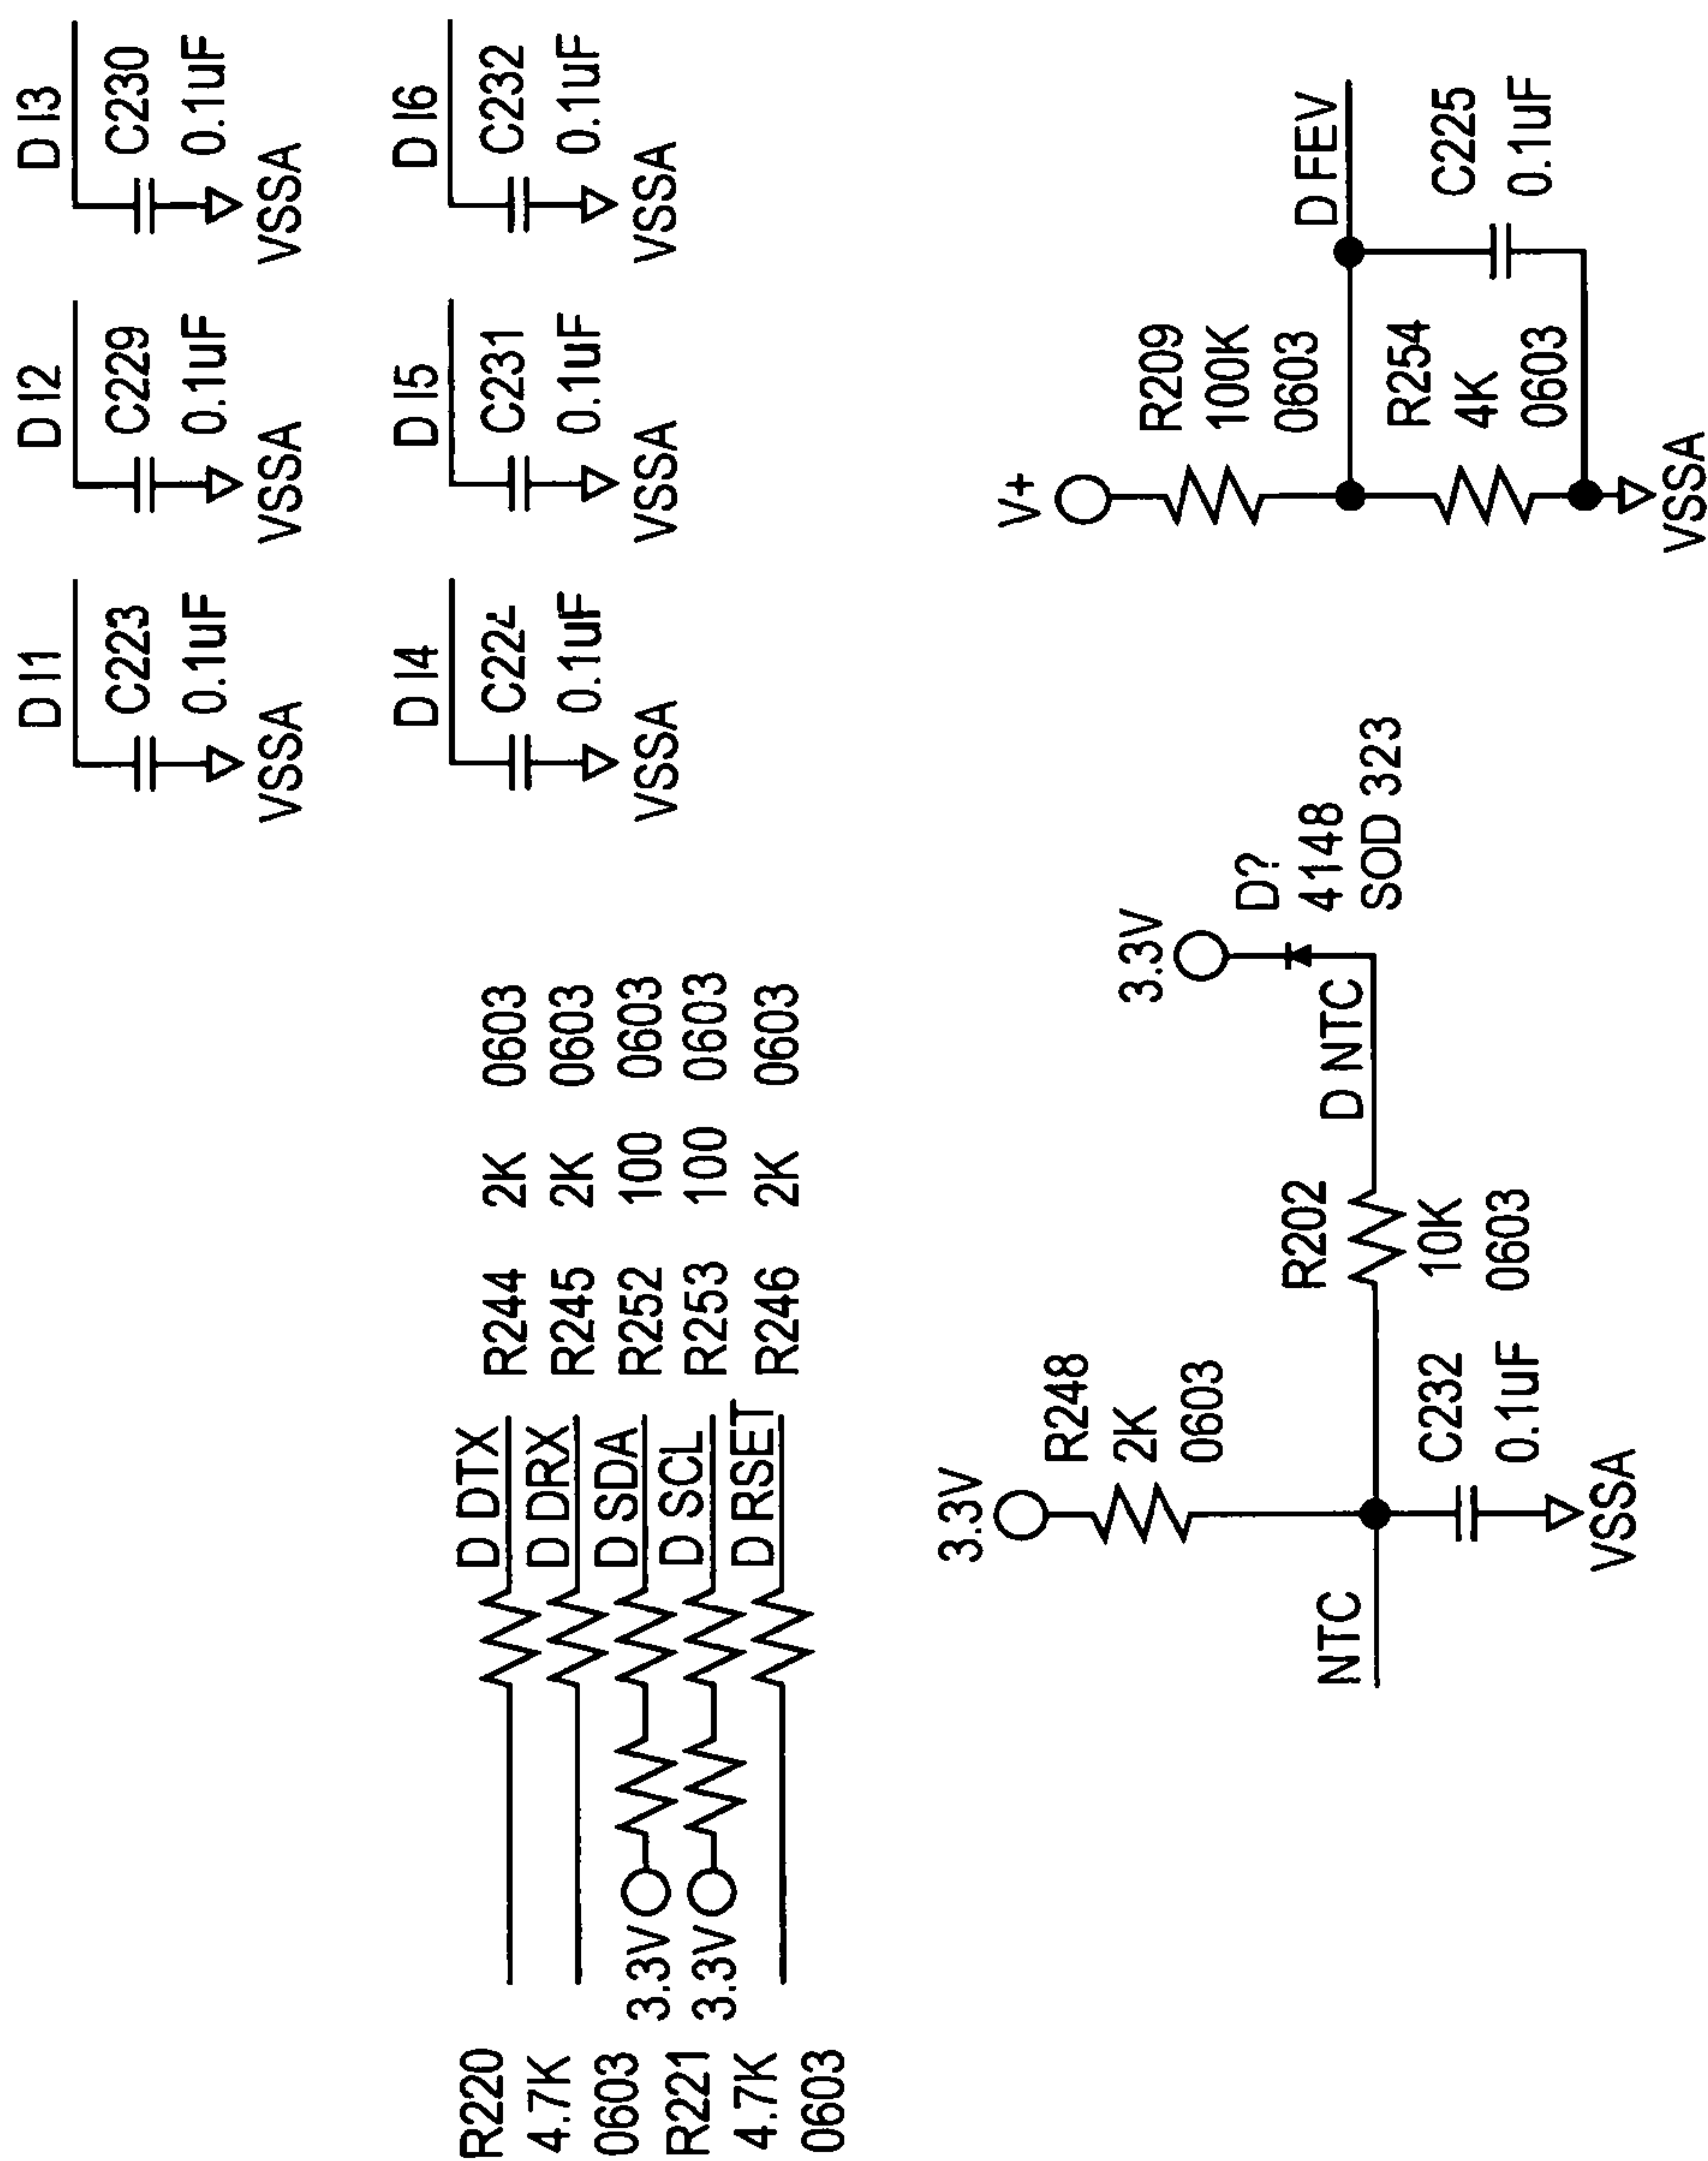 D I1
C223
0.1uF
VSSA
D I2
C229
0.1uF
VSSA
D I3
C230
0.1uF
VSSA
D I4
C224
0.1uF
VSSA
D I5
C231
0.1uF
VSSA
D I6
C232
0.1uF
VSSA
R220
4.7K
0603
R221
4.7K
0603
3.3V
3.3V
D DTX
D DRX
D SDA
D SCL
D RSET
R244 2K 0603
R245 2K 0603
R252 100 0603
R253 100 0603
R246 2K 0603
3.3V
R248
2K
0603
NTC
C232
0.1uF
VSSA
R202
10K
0603
D NTC
3.3V
D?
4148
SOD 323
V+
R209
100K
0603
D FEV
R254
4K
0603
C225
0.1uF
VSSA